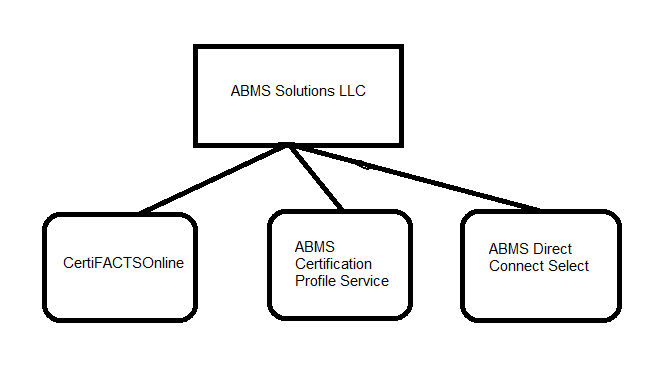 ABMS Solutions LLC
CertiFACTSOnline
ABMS
Certification
Profile Service
ABMS Direct
Connect Select